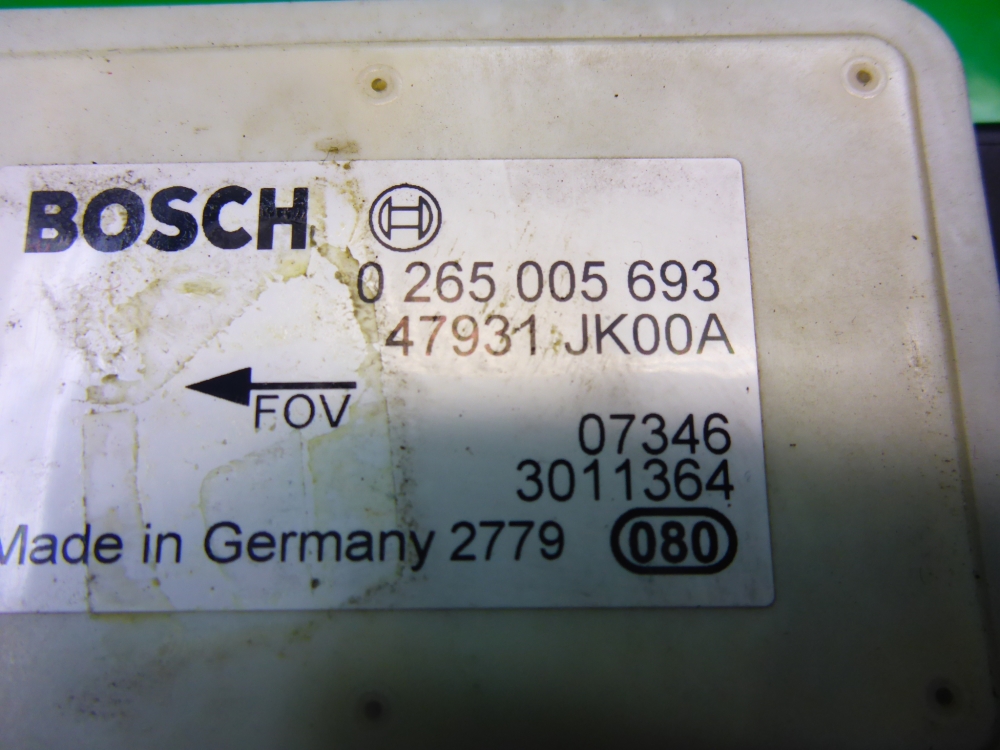 BOSCH
0 265 005 693
47931 JK00A
FOV
07346
3011364
Made in Germany 2779 080